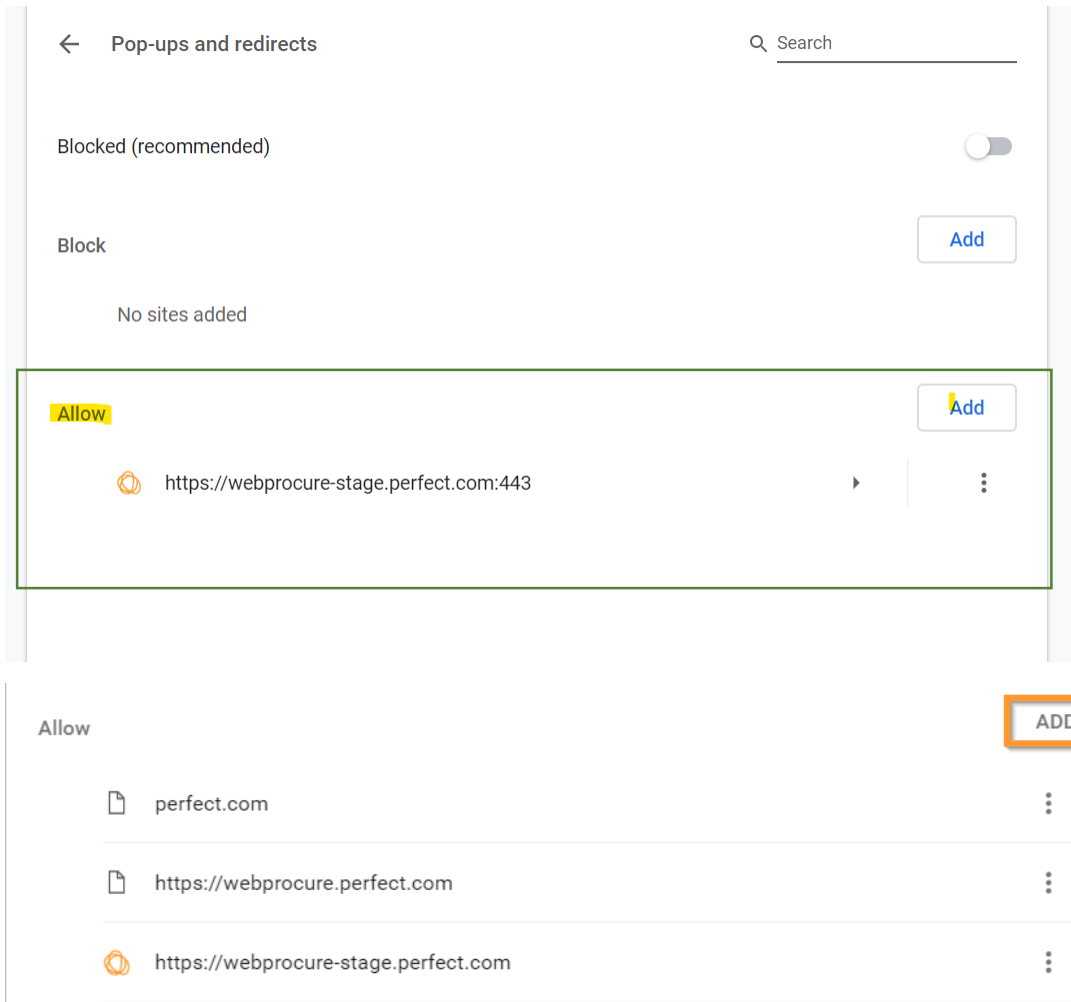 Pop-ups and redirects
Search
Blocked (recommended)
Block
Add
No sites added
Allow
Add
https://webprocure-stage.perfect.com:443
Allow
ADD
perfect.com
https://webprocure.perfect.com
https://webprocure-stage.perfect.com